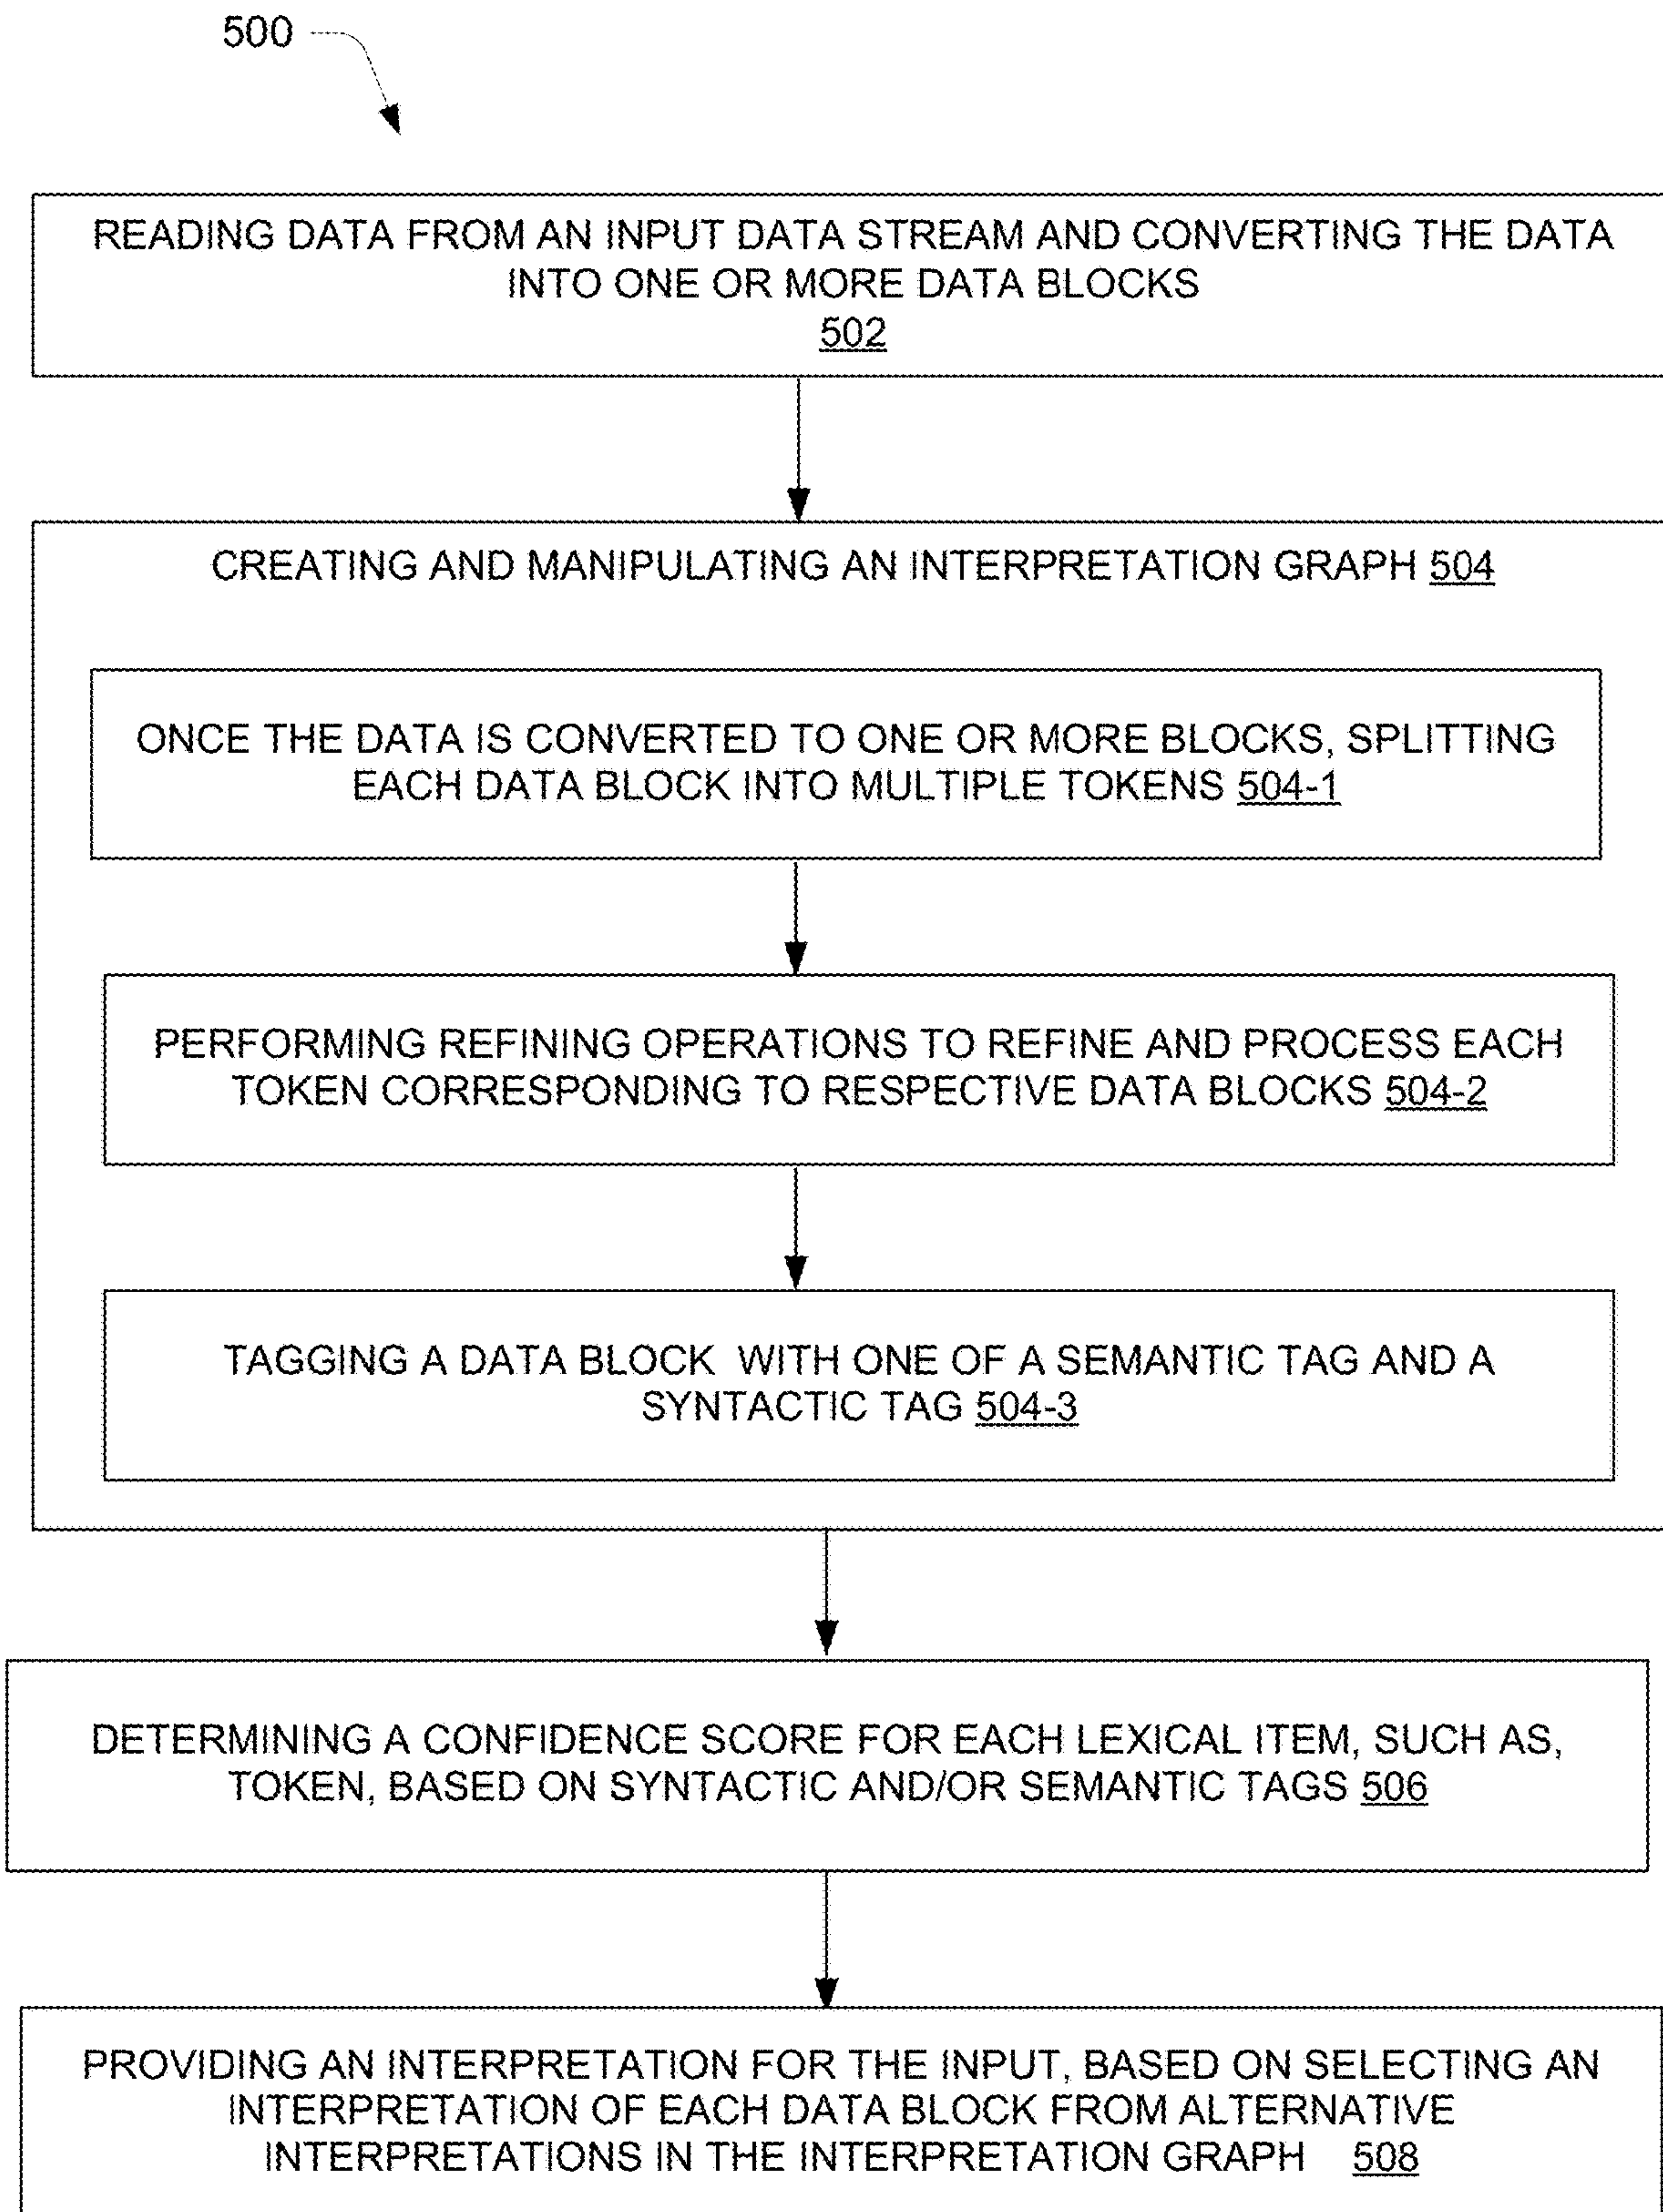 500
READING DATA FROM AN INPUT DATA STREAM AND CONVERTING THE DATA
INTO ONE OR MORE DATA BLOCKS
502
CREATING AND MANIPULATING AN INTERPRETATION GRAPH 504
ONCE THE DATA IS CONVERTED TO ONE OR MORE BLOCKS, SPLITTING
EACH DATA BLOCK INTO MULTIPLE TOKENS 504-1
PERFORMING REFINING OPERATIONS TO REFINE AND PROCESS EACH
TOKEN CORRESPONDING TO RESPECTIVE DATA BLOCKS 504-2
TAGGING A DATA BLOCK WITH ONE OF A SEMANTIC TAG AND A
SYNTACTIC TAG 504-3
DETERMINING A CONFIDENCE SCORE FOR EACH LEXICAL ITEM, SUCH AS,
TOKEN, BASED ON SYNTACTIC AND/OR SEMANTIC TAGS 506
PROVIDING AN INTERPRETATION FOR THE INPUT, BASED ON SELECTING AN
INTERPRETATION OF EACH DATA BLOCK FROM ALTERNATIVE
INTERPRETATIONS IN THE INTERPRETATION GRAPH 508